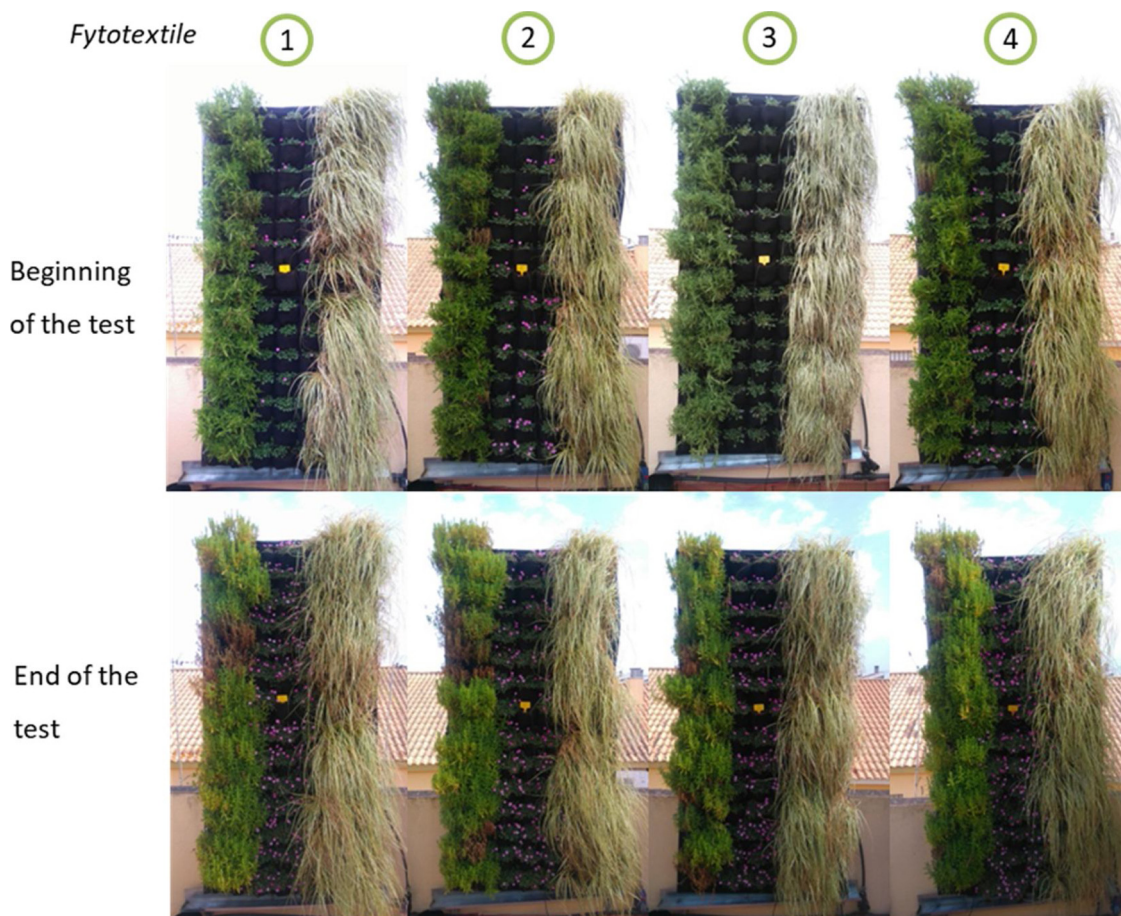 Fytotextile
1
2
3
4
Beginning
of the test
End of the
test